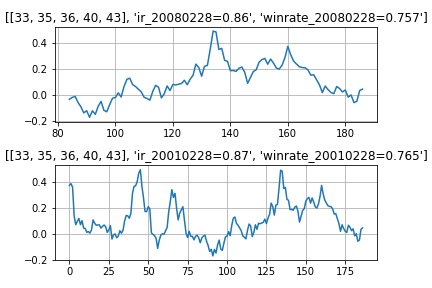 [[33, 35, 36, 40, 43], 'ir_20080228=0.86', 'winrate_20080228=0.757']
0.4
0.2
0.0
−0.2
80 100 120 140 160 180
[[33, 35, 36, 40, 43], 'ir_20010228=0.87', 'winrate_20010228=0.765']
0.4
0.2
0.0
−0.2
0 25 50 75 100 125 150 175